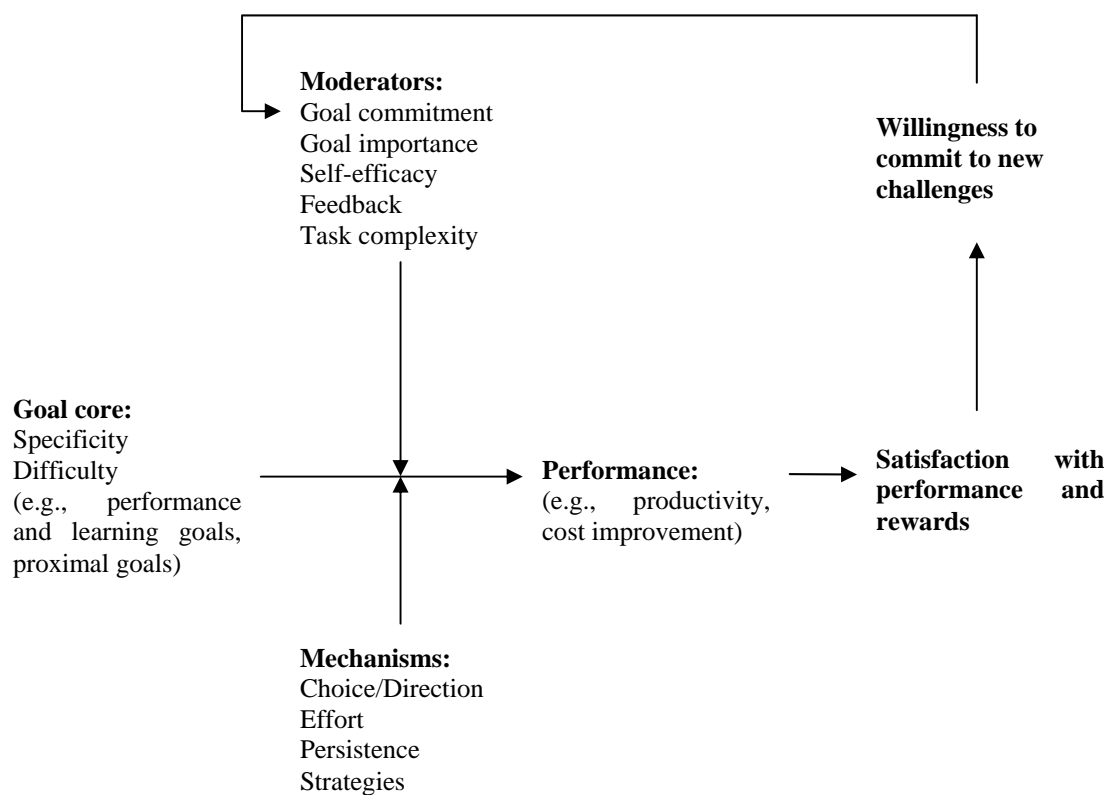 Moderators:
Goal commitment
Goal importance
Self-efficacy
Feedback
Task complexity
Willingness to
commit to new
challenges
Goal core:
Specificity
Difficulty
(e.g., performance
and learning goals,
proximal goals)
Performance:
(e.g., productivity,
cost improvement)
Satisfaction with
performance and
rewards
Mechanisms:
Choice/Direction
Effort
Persistence
Strategies